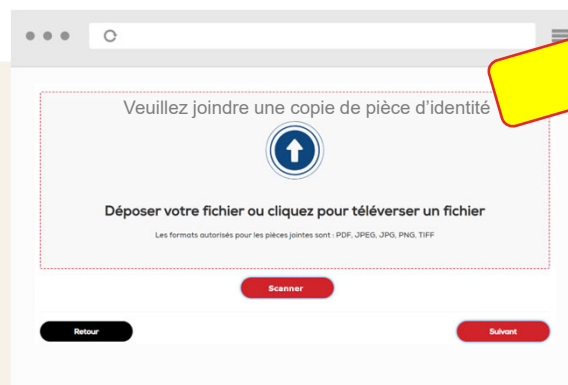 Veuillez joindre une copie de pièce d’identité
Déposer votre fichier ou cliquez pour téléverser un fichier
Les formats autorisés pour les pièces jointes sont : PDF, JPEG, JPG, PNG, TIFF
Scanner
Retour
Suivant